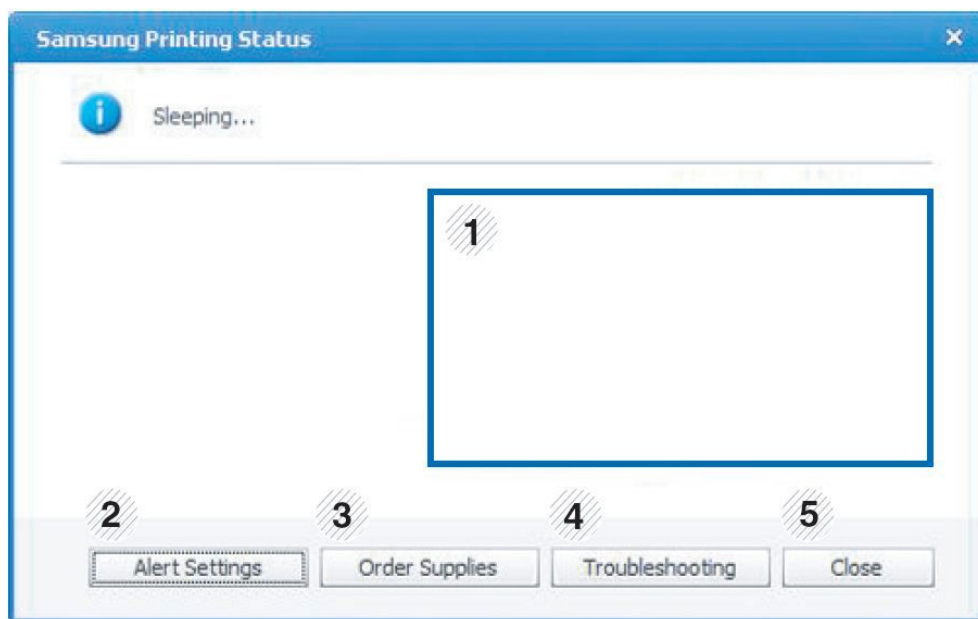 Samsung Printing Status
Sleeping...
1
2 3 4 5
Alert Settings Order Supplies Troubleshooting Close